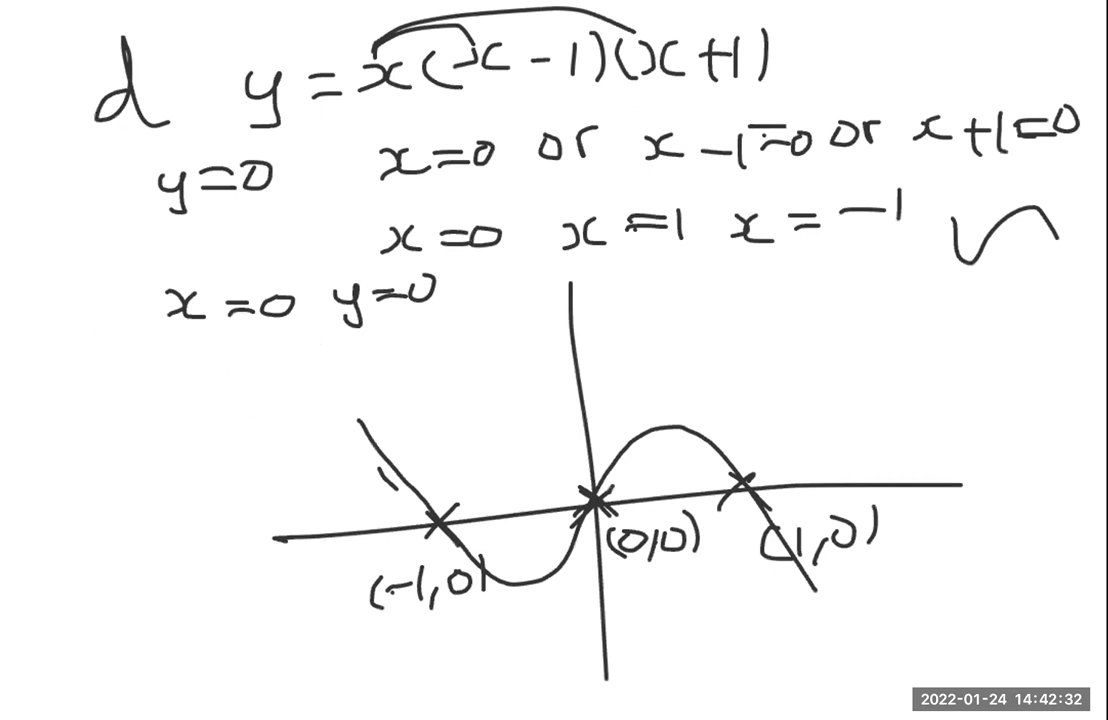 d y = x(x - 1)(x + 1)
y = 0 x = 0 or x - 1 = 0 or x + 1 = 0
x = 0 x = 1 x = -1
x = 0 y = 0
(0,0) (1,0)
(-1,0)
2022-01-24 14:42:32